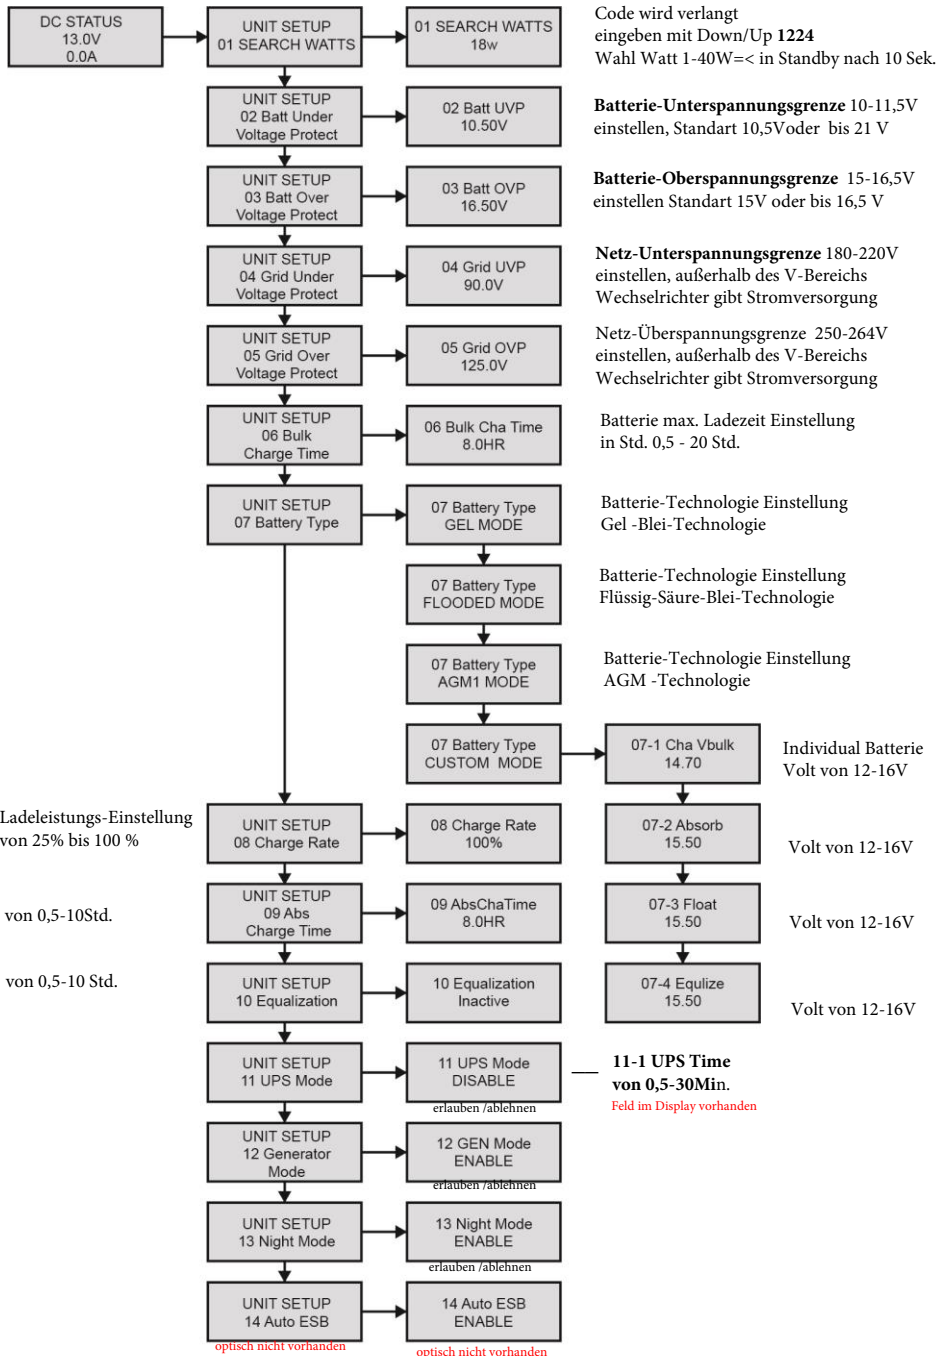 DC STATUS
13.0V
0.0A
UNIT SETUP
01 SEARCH WATTS
01 SEARCH WATTS
18w
Code wird verlangt
eingeben mit Down/Up 1224
Wahl Watt 1-40W=< in Standby nach 10 Sek.
UNIT SETUP
02 Batt Under
Voltage Protect
02 Batt UVP
10.50V
Batterie-Unterspannungsgrenze 10-11,5V
einstellen, Standart 10,5Voder bis 21 V
UNIT SETUP
03 Batt Over
Voltage Protect
03 Batt OVP
16.50V
Batterie-Oberspannungsgrenze 15-16,5V
einstellen Standart 15V oder bis 16,5 V
UNIT SETUP
04 Grid Under
Voltage Protect
04 Grid UVP
90.0V
Netz-Unterspannungsgrenze 180-220V
einstellen, außerhalb des V-Bereichs
Wechselrichter gibt Stromversorgung
UNIT SETUP
05 Grid Over
Voltage Protect
05 Grid OVP
125.0V
Netz-Überspannungsgrenze 250-264V
einstellen, außerhalb des V-Bereichs
Wechselrichter gibt Stromversorgung
UNIT SETUP
06 Bulk
Charge Time
06 Bulk Cha Time
8.0HR
Batterie max. Ladezeit Einstellung
in Std. 0,5 - 20 Std.
UNIT SETUP
07 Battery Type
07 Battery Type
GEL MODE
Batterie-Technologie Einstellung
Gel -Blei-Technologie
07 Battery Type
FLOODED MODE
Batterie-Technologie Einstellung
Flüssig-Säure-Blei-Technologie
07 Battery Type
AGM1 MODE
Batterie-Technologie Einstellung
AGM -Technologie
07 Battery Type
CUSTOM MODE
07-1 Cha Vbulk
14.70
Individual Batterie
Volt von 12-16V
Ladeleistungs-Einstellung
von 25% bis 100 %
UNIT SETUP
08 Charge Rate
08 Charge Rate
100%
07-2 Absorb
15.50
Volt von 12-16V
von 0,5-10Std.
UNIT SETUP
09 Abs
Charge Time
09 AbsChaTime
8.0HR
07-3 Float
15.50
Volt von 12-16V
von 0,5-10 Std.
UNIT SETUP
10 Equalization
10 Equalization
Inactive
07-4 Equlize
15.50
Volt von 12-16V
UNIT SETUP
11 UPS Mode
11 UPS Mode
DISABLE
erlauben /ablehnen
11-1 UPS Time
von 0,5-30Min.
Feld im Display vorhanden
UNIT SETUP
12 Generator
Mode
12 GEN Mode
ENABLE
erlauben /ablehnen
UNIT SETUP
13 Night Mode
13 Night Mode
ENABLE
erlauben /ablehnen
UNIT SETUP
14 Auto ESB
optisch nicht vorhanden
14 Auto ESB
ENABLE
optisch nicht vorhanden